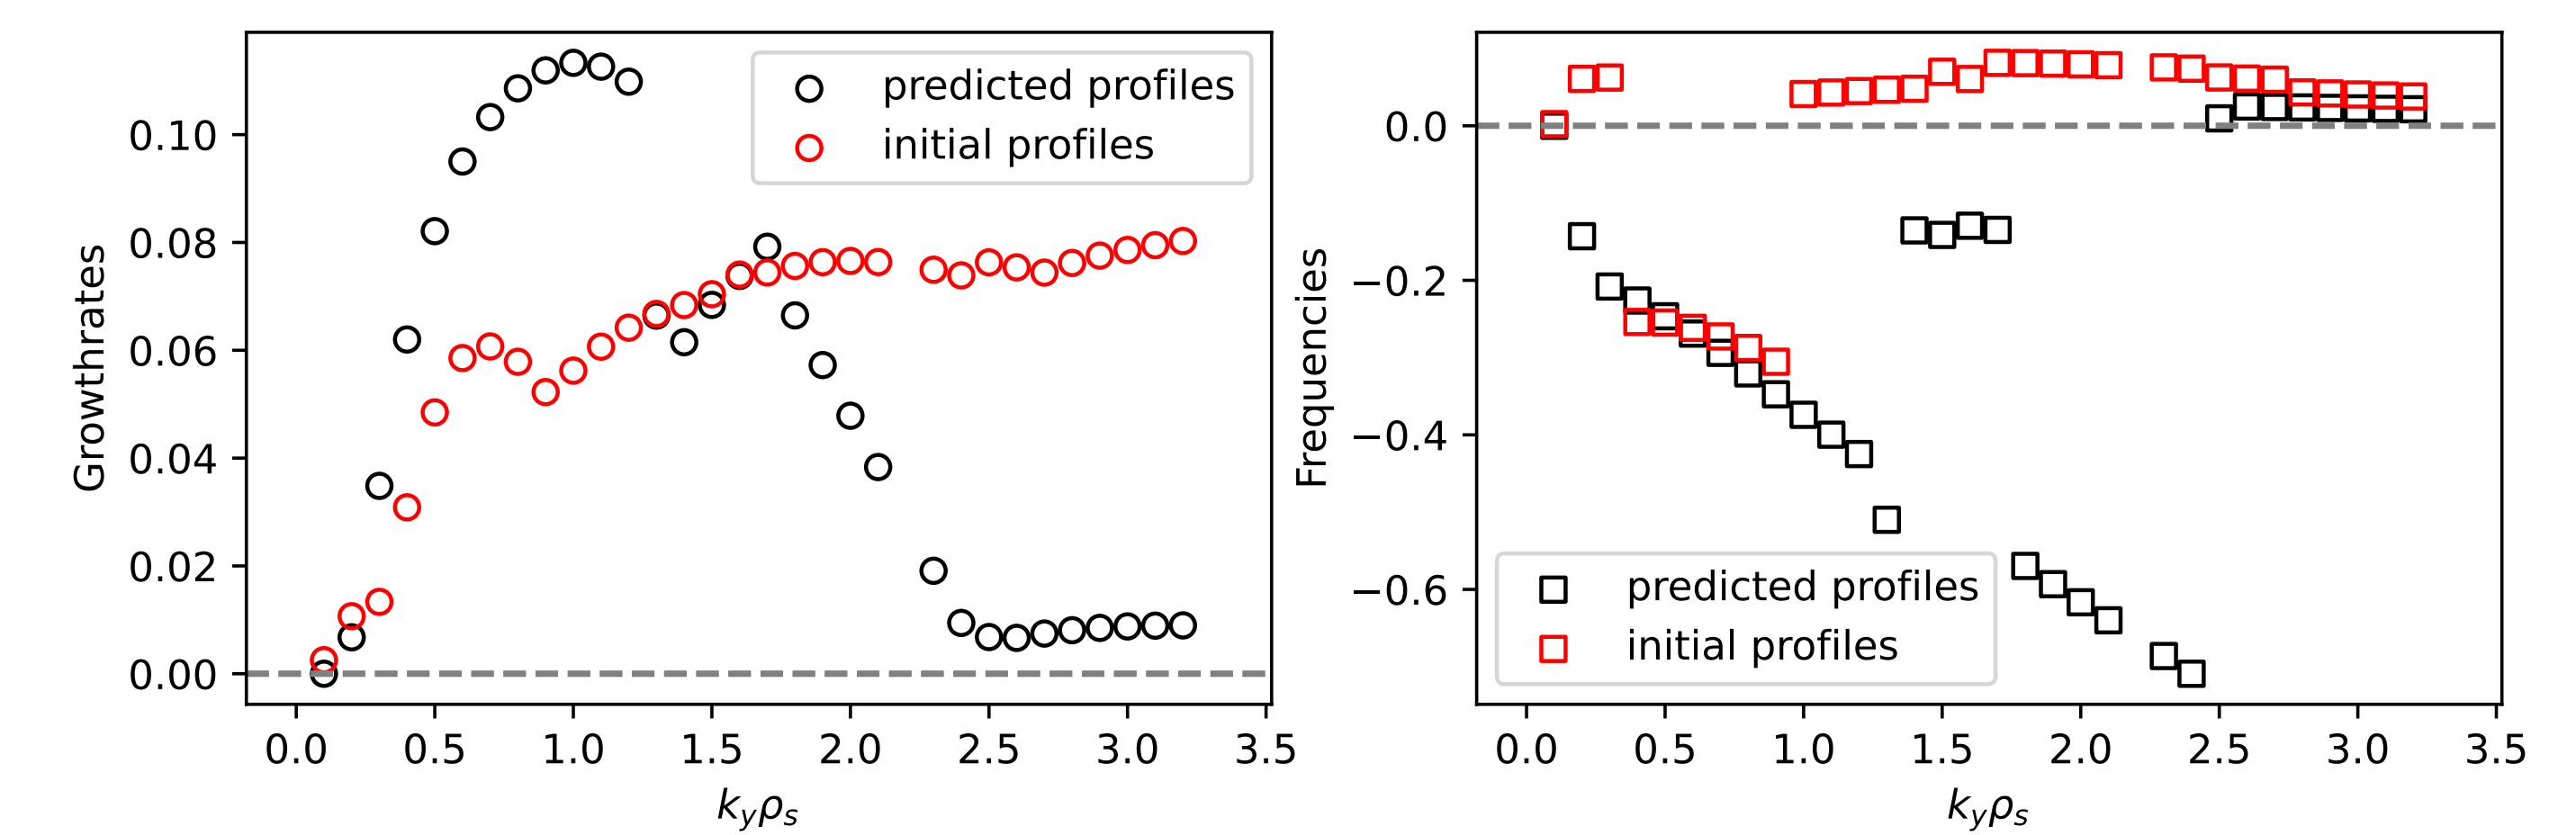 Growthrates
0.10
0.08
0.06
0.04
0.02
0.00
0.0 0.5 1.0 1.5 2.0 2.5 3.0 3.5
kyρs
predicted profiles
initial profiles
Frequencies
0.0
−0.2
−0.4
−0.6
0.0 0.5 1.0 1.5 2.0 2.5 3.0 3.5
kyρs
predicted profiles
initial profiles